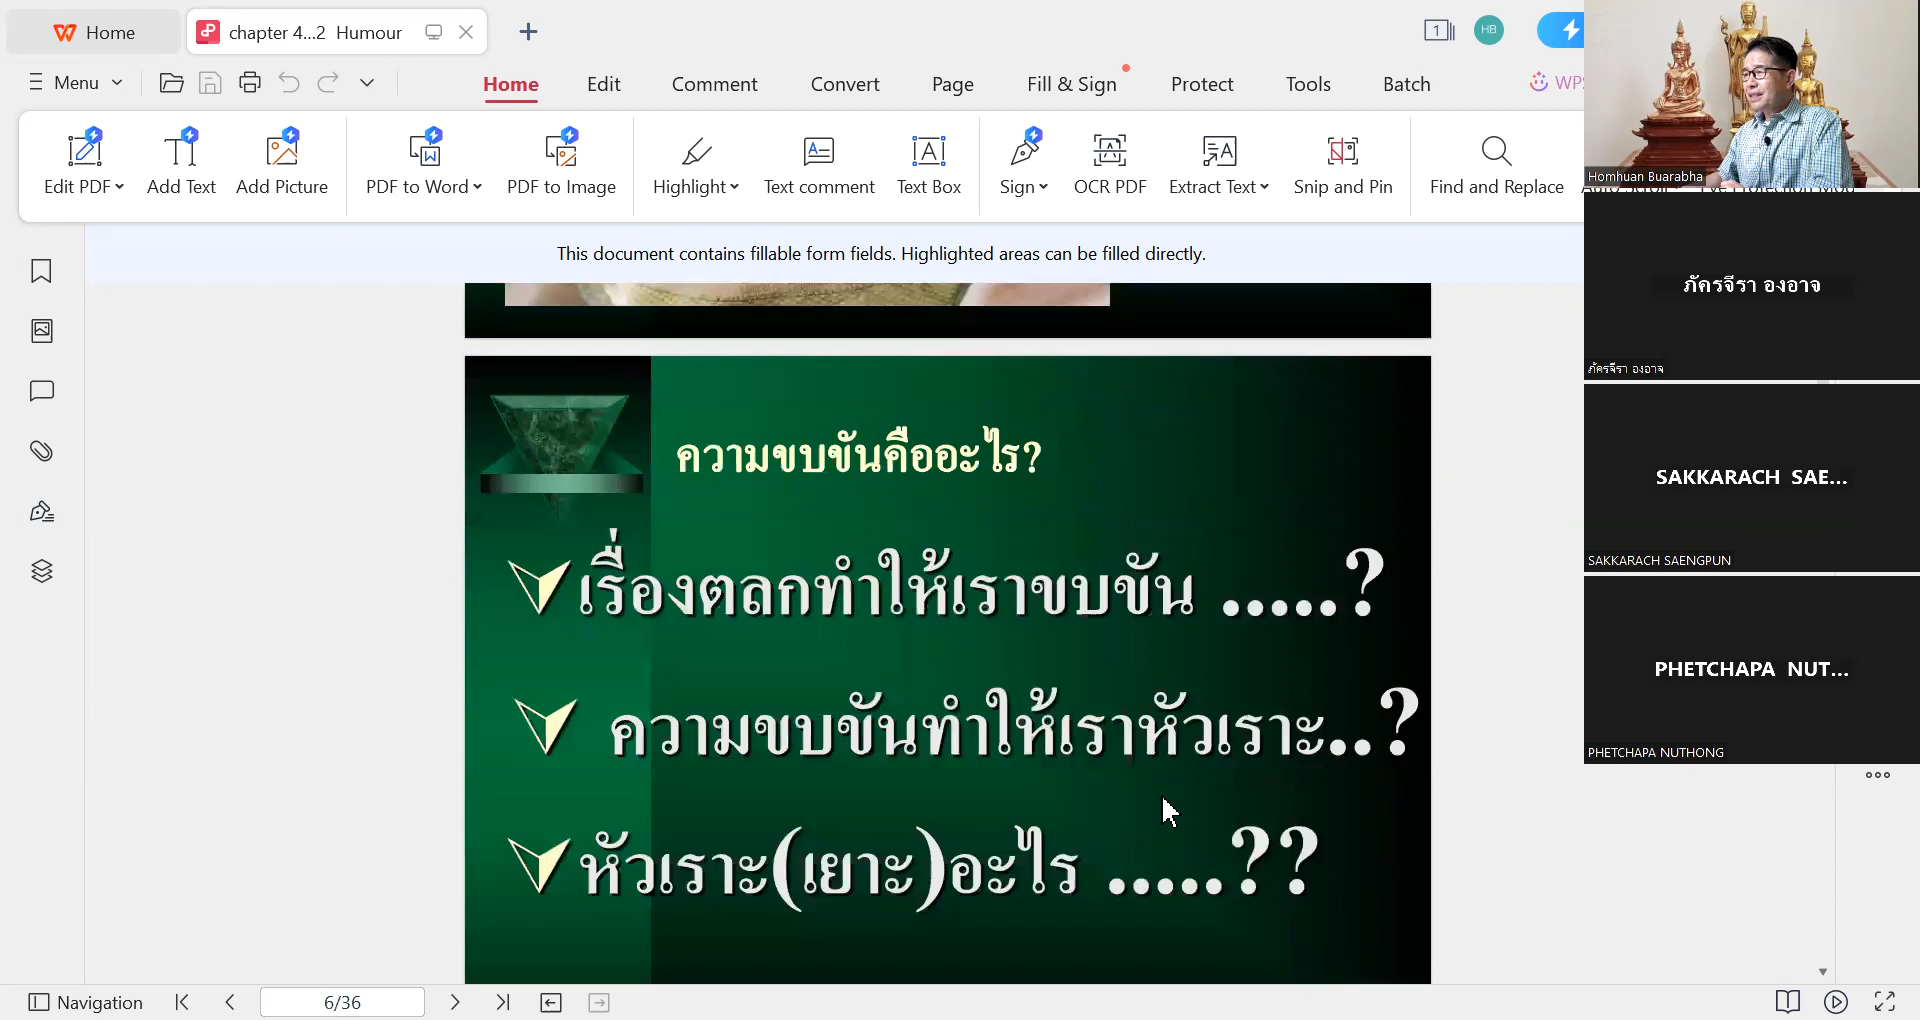 Home
chapter 4...2 Humour
1
HB
Menu
Home Edit Comment Convert Page Fill & Sign Protect Tools Batch
Edit PDF Add Text Add Picture PDF to Word PDF to Image Highlight Text comment Text Box Sign OCR PDF Extract Text Snip and Pin Find and Replace
This document contains fillable form fields. Highlighted areas can be filled directly.
ความขบขันคืออะไร?
เรื่องตลกทำให้เราขบขัน .....?
ความขบขันทำให้เราหัวเราะ..?
หัวเราะ(เยาะ)อะไร .....??
Homhuan Buarabha
ภัครจีรา องอาจ
ภัครจีรา องอาจ
SAKKARACH SAE...
SAKKARACH SAENGPUN
PHETCHAPA NUT...
PHETCHAPA NUTHONG
Navigation
6/36